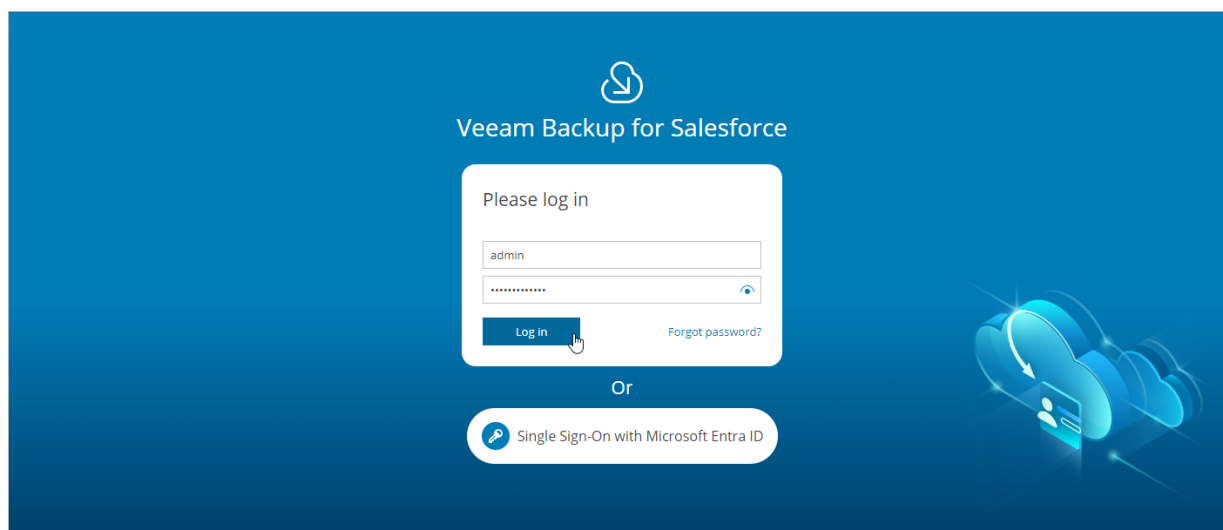 Veeam Backup for Salesforce
Please log in
admin
•••••••••••••
Log in
Forgot password?
Or
Single Sign-On with Microsoft Entra ID